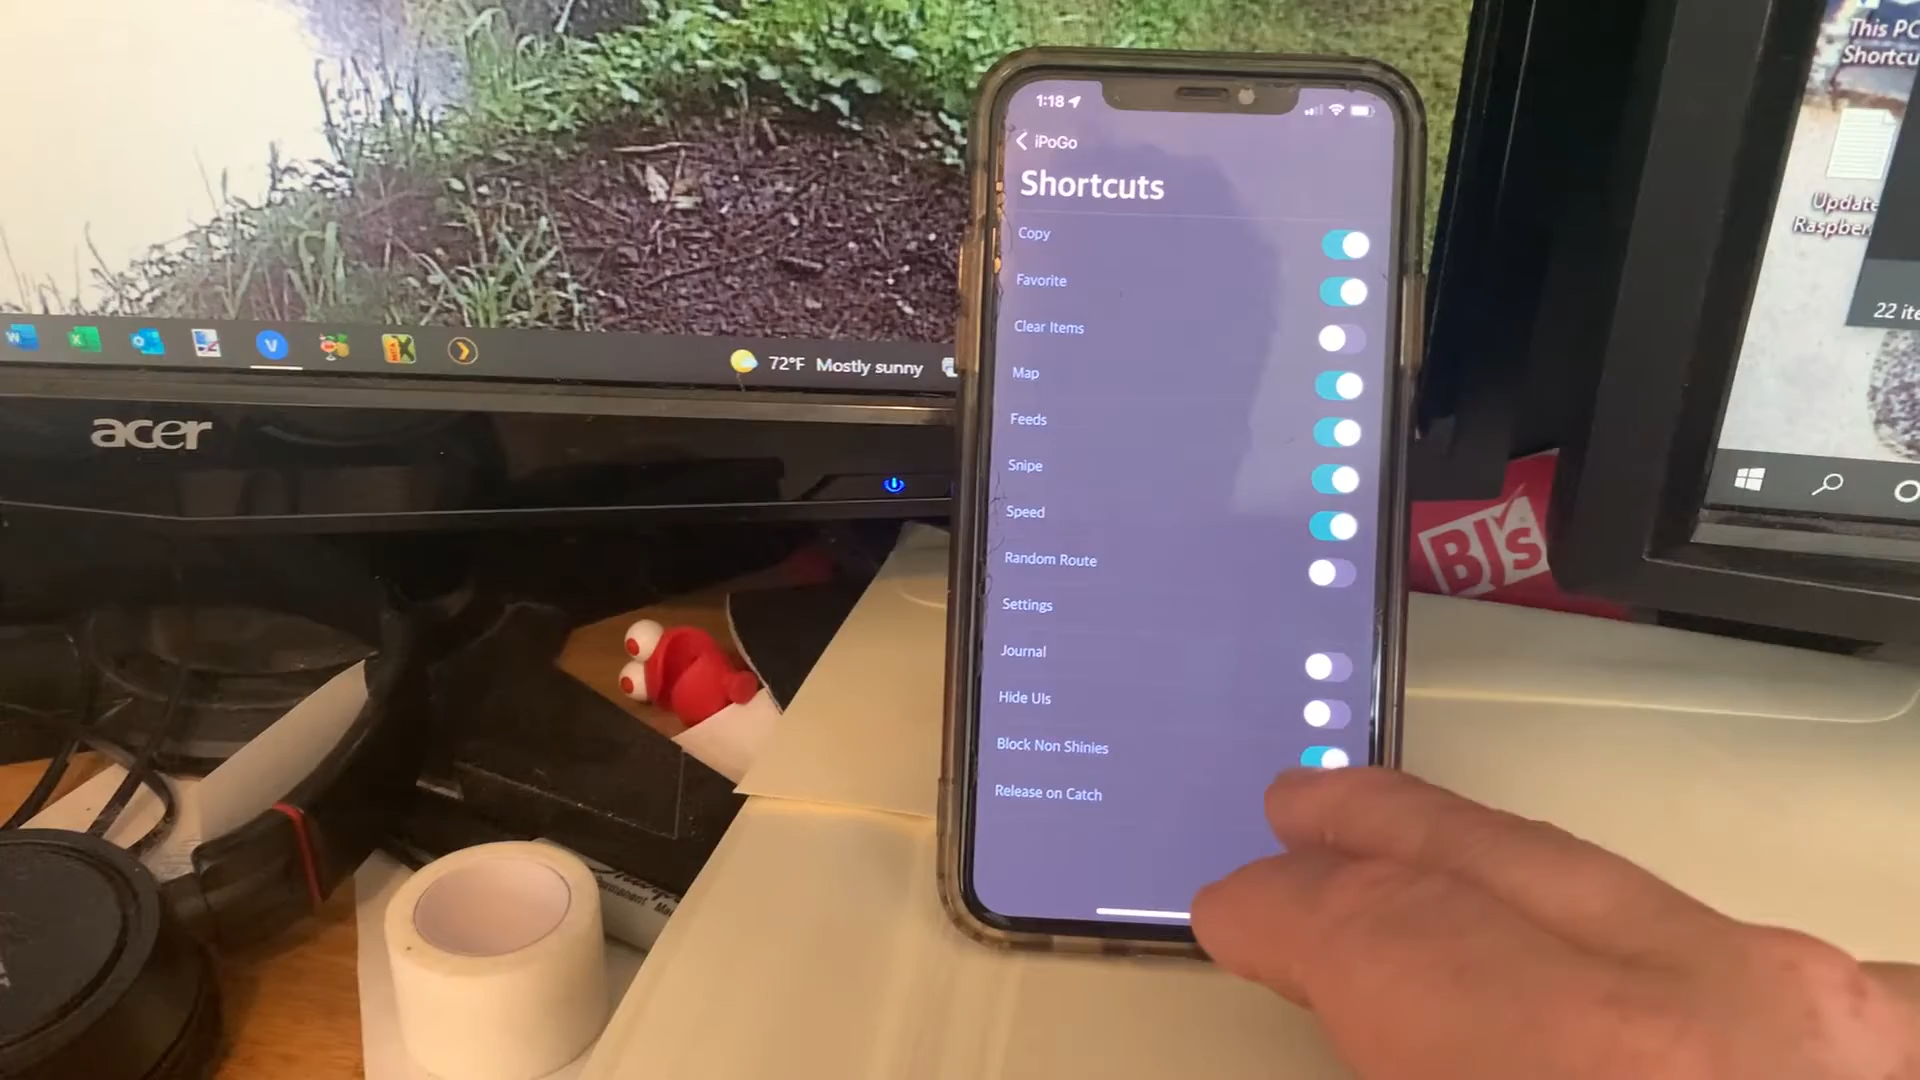 This PC
Shortcu
Update
Raspber
22 ite
1:18
iPoGo
Shortcuts
Copy
Favorite
Clear Items
Map
Feeds
Snipe
Speed
Random Route
Settings
Journal
Hide UIs
Block Non Shinies
Release on Catch
72°F Mostly sunny
acer
BJs